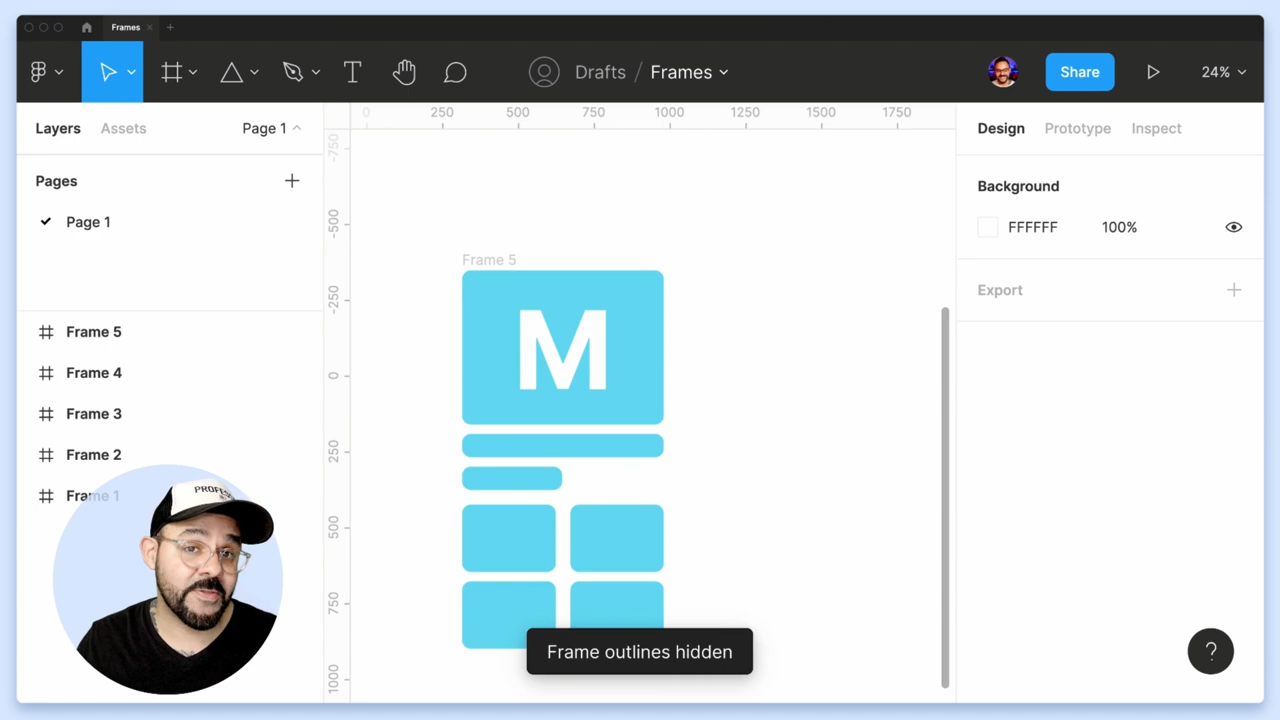 Frames
Drafts / Frames
Share
24%
Layers
Assets
Page 1
0
250
500
750
1000
1250
1500
1750
Design
Prototype
Inspect
Pages
Page 1
-750
-500
-250
0
250
500
750
1000
Background
FFFFFF
100%
Export
Frame 5
Frame 4
Frame 3
Frame 2
Frame 1
Frame 5
M
Frame outlines hidden
?